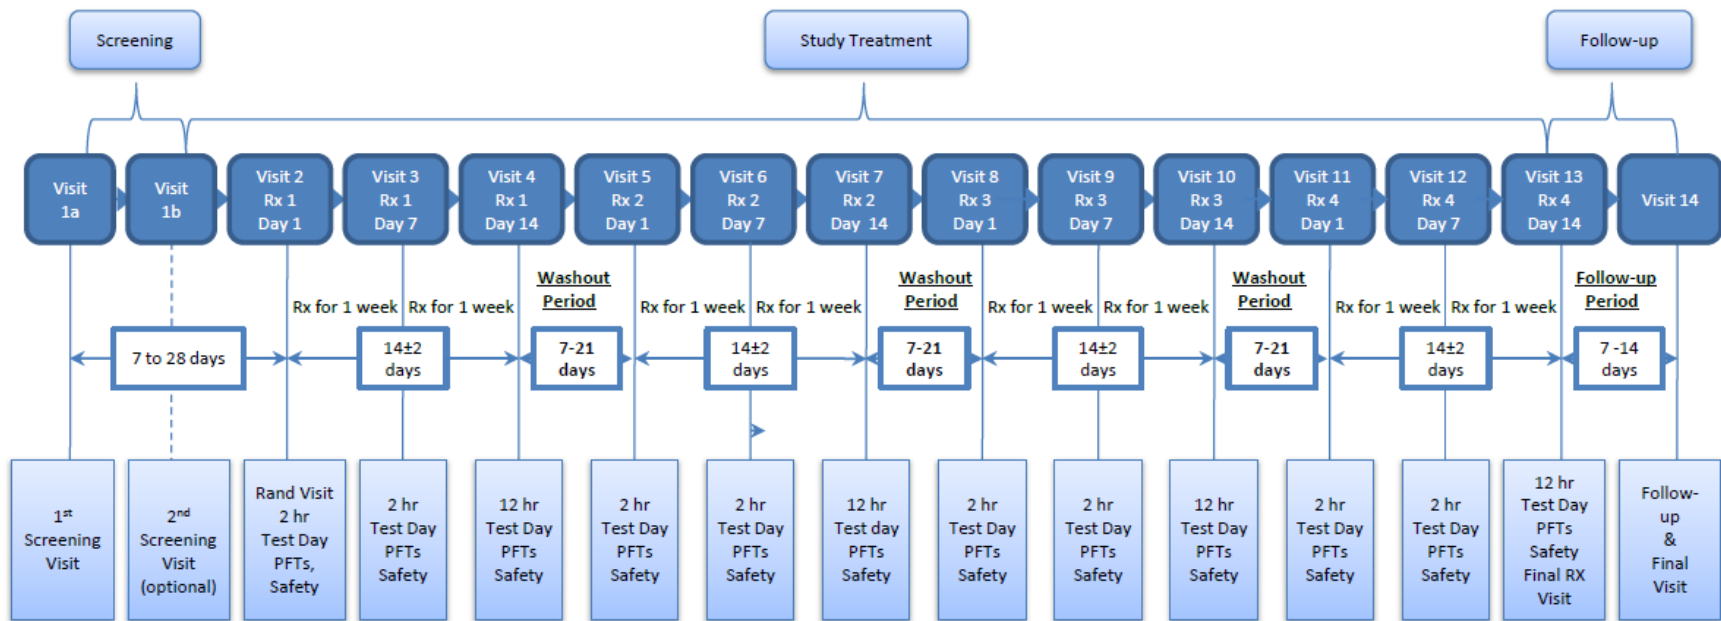 Screening
Study Treatment
Follow-up
Visit
1a
Visit
1b
Visit 2
Rx 1
Day 1
Visit 3
Rx 1
Day 7
Visit 4
Rx 1
Day 14
Visit 5
Rx 2
Day 1
Visit 6
Rx 2
Day 7
Visit 7
Rx 2
Day 14
Visit 8
Rx 3
Day 1
Visit 9
Rx 3
Day 7
Visit 10
Rx 3
Day 14
Visit 11
Rx 4
Day 1
Visit 12
Rx 4
Day 7
Visit 13
Rx 4
Day 14
Visit 14
Washout
Period
Washout
Period
Washout
Period
Follow-up
Period
Rx for 1 week
Rx for 1 week
Rx for 1 week
Rx for 1 week
Rx for 1 week
Rx for 1 week
Rx for 1 week
Rx for 1 week
7 to 28 days
14±2
days
7-21
days
14±2
days
7-21
days
14±2
days
7-21
days
14±2
days
7 -14
days
1st
Screening
Visit
2nd
Screening
Visit
(optional)
Rand Visit
2 hr
Test Day
PFTs,
Safety
2 hr
Test Day
PFTs
Safety
12 hr
Test Day
PFTs
Safety
2 hr
Test Day
PFTs
Safety
2 hr
Test Day
PFTs
Safety
12 hr
Test day
PFTs
Safety
2 hr
Test Day
PFTs
Safety
2 hr
Test Day
PFTs
Safety
12 hr
Test Day
PFTs
Safety
2 hr
Test Day
PFTs
Safety
2 hr
Test Day
PFTs
Safety
12 hr
Test Day
PFTs
Safety
Final RX
Visit
Follow-
up
&
Final
Visit